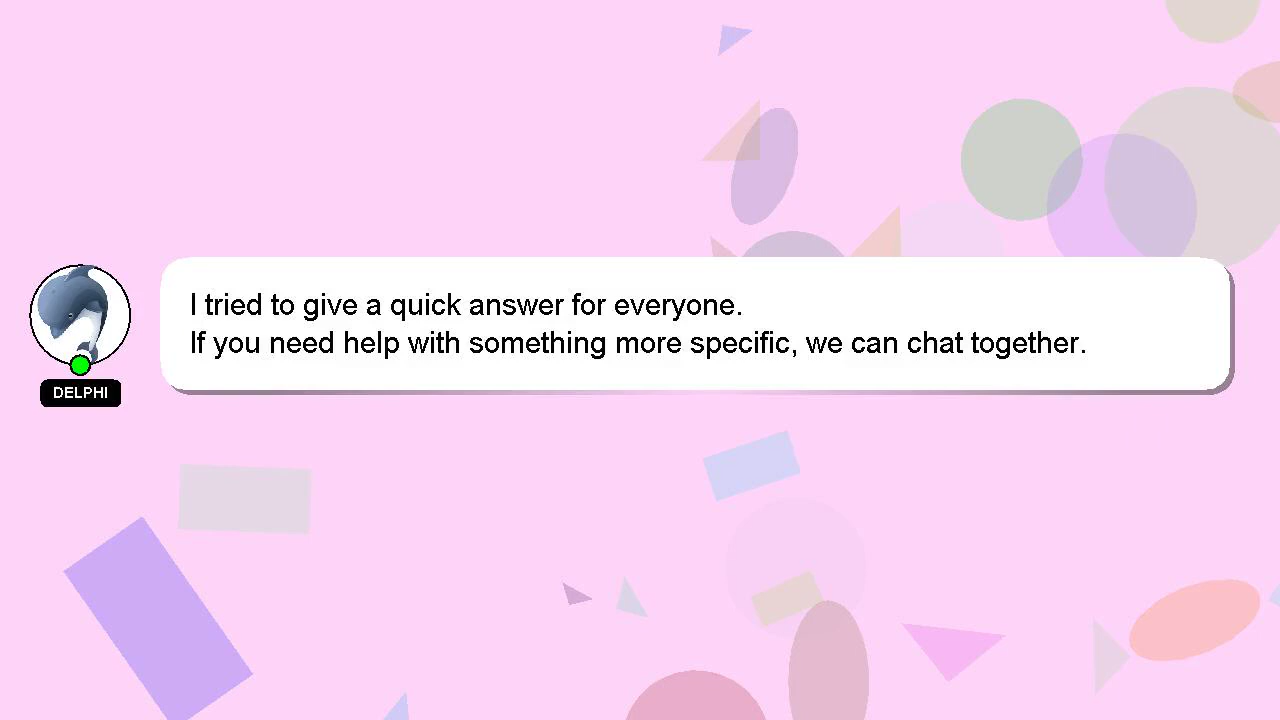 I tried to give a quick answer for everyone.
If you need help with something more specific, we can chat together.
DELPHI